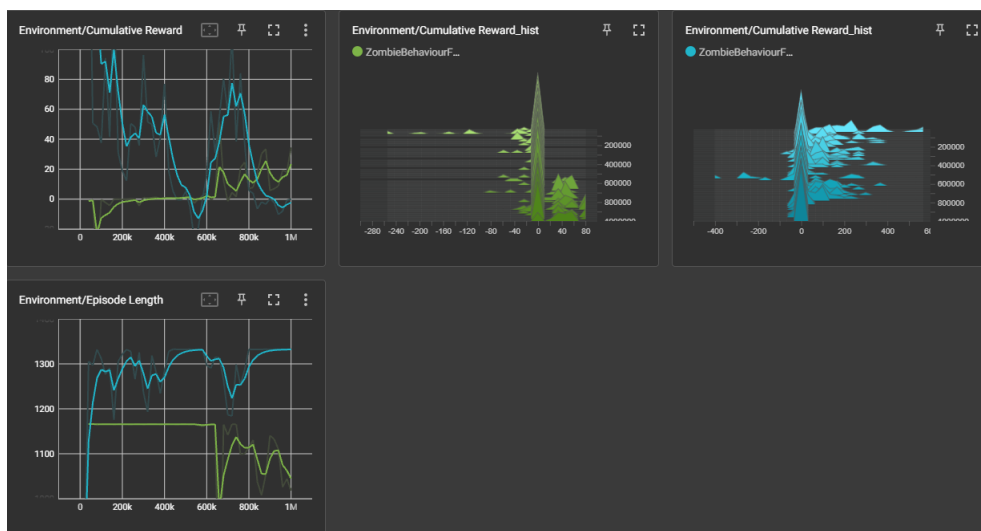 Environment/Cumulative Reward
80
60
40
20
0
0 200k 400k 600k 800k 1M
Environment/Cumulative Reward_hist
ZombieBehaviourF...
200000
400000
600000
800000
-280 -240 -200 -160 -120 -80 -40 0 40 80
Environment/Cumulative Reward_hist
ZombieBehaviourF...
200000
400000
600000
800000
-400 -200 0 200 400
Environment/Episode Length
1300
1200
1100
0 200k 400k 600k 800k 1M